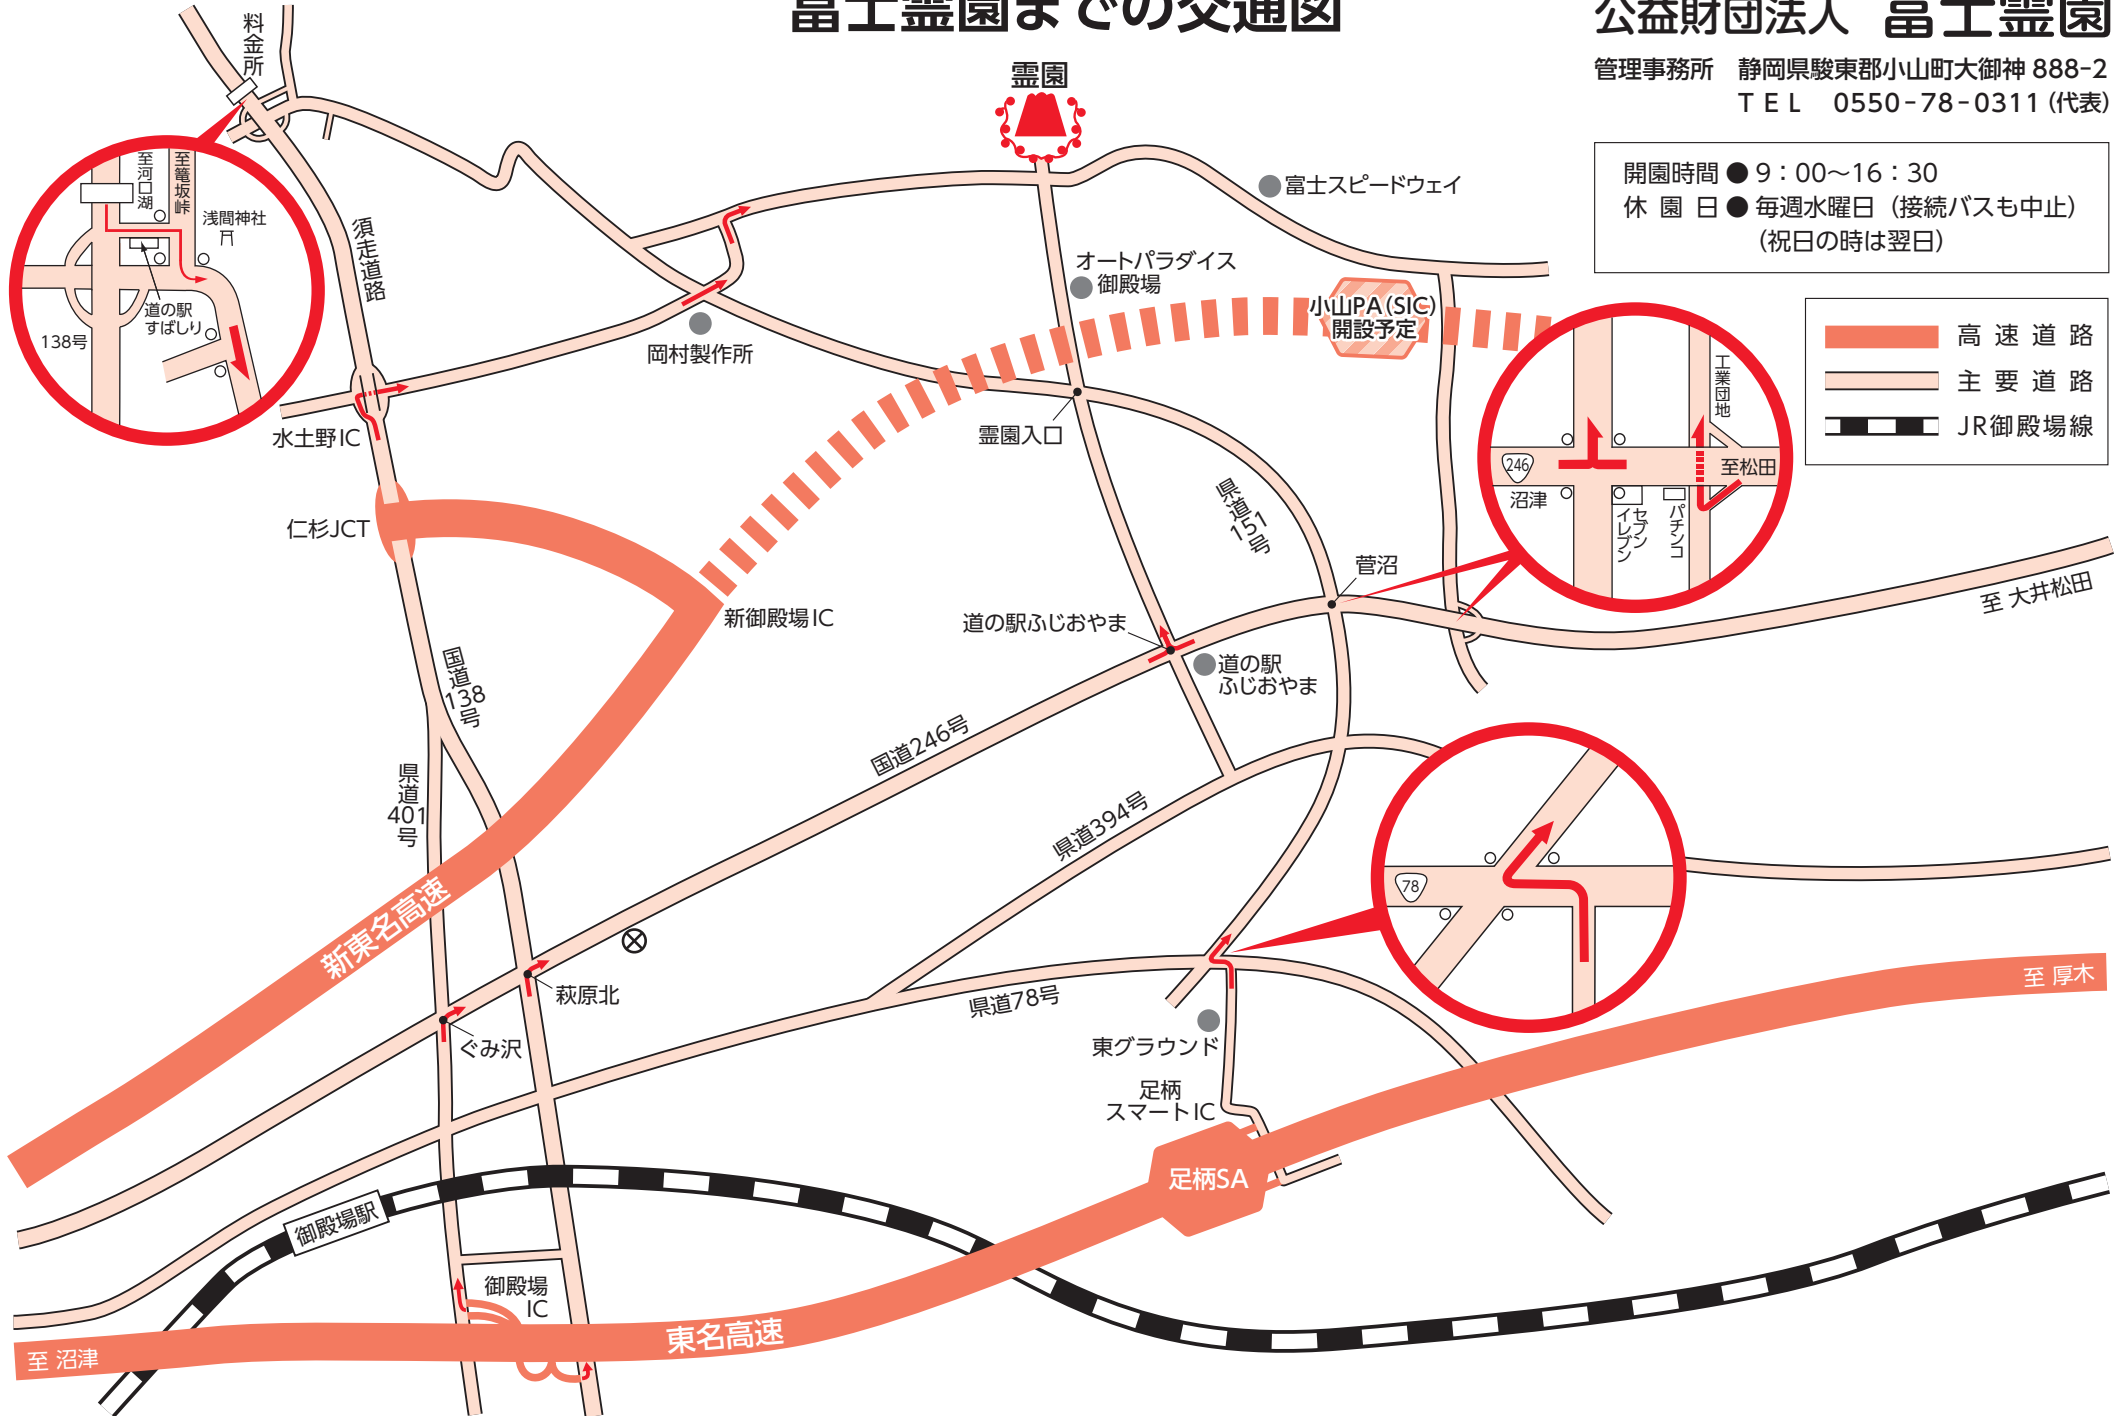 富士霊園までの交通図
公益財団法人 富士霊園
管理事務所 静岡県駿東郡小山町大御神 888-2
TEL 0550-78-0311(代表)
開園時間 ● 9:00〜16:30
休園日 ● 毎週水曜日(接続バスも中止)
(祝日の時は翌日)
高速道路
主要道路
JR御殿場線
料金所
霊園
至河口湖
至籠坂峠
浅間神社
道の駅
すばしり
138号
須走道路
富士スピードウェイ
オートパラダイス
御殿場
小山PA(SIC)
開設予定
岡村製作所
水土野IC
霊園入口
工業団地
246
至松田
沼津
セブン
イレブン
パチンコ
仁杉JCT
県道
151
号
菅沼
至 大井松田
新御殿場IC
道の駅ふじおやま
道の駅
ふじおやま
国道
138
号
国道246号
県道
401
号
県道394号
78
新東名高速
萩原北
ぐみ沢
県道78号
至 厚木
東グラウンド
足柄
スマートIC
足柄SA
御殿場駅
御殿場
IC
東名高速
至 沼津